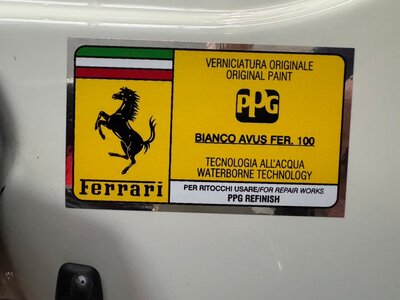 VERNICIATURA ORIGINALE
ORIGINAL PAINT
PPG
BIANCO AVUS FER. 100
TECNOLOGIA ALL'ACQUA
WATERBORNE TECHNOLOGY
Ferrari
PER RITOCCHI USARE/FOR REPAIR WORKS
PPG REFINISH